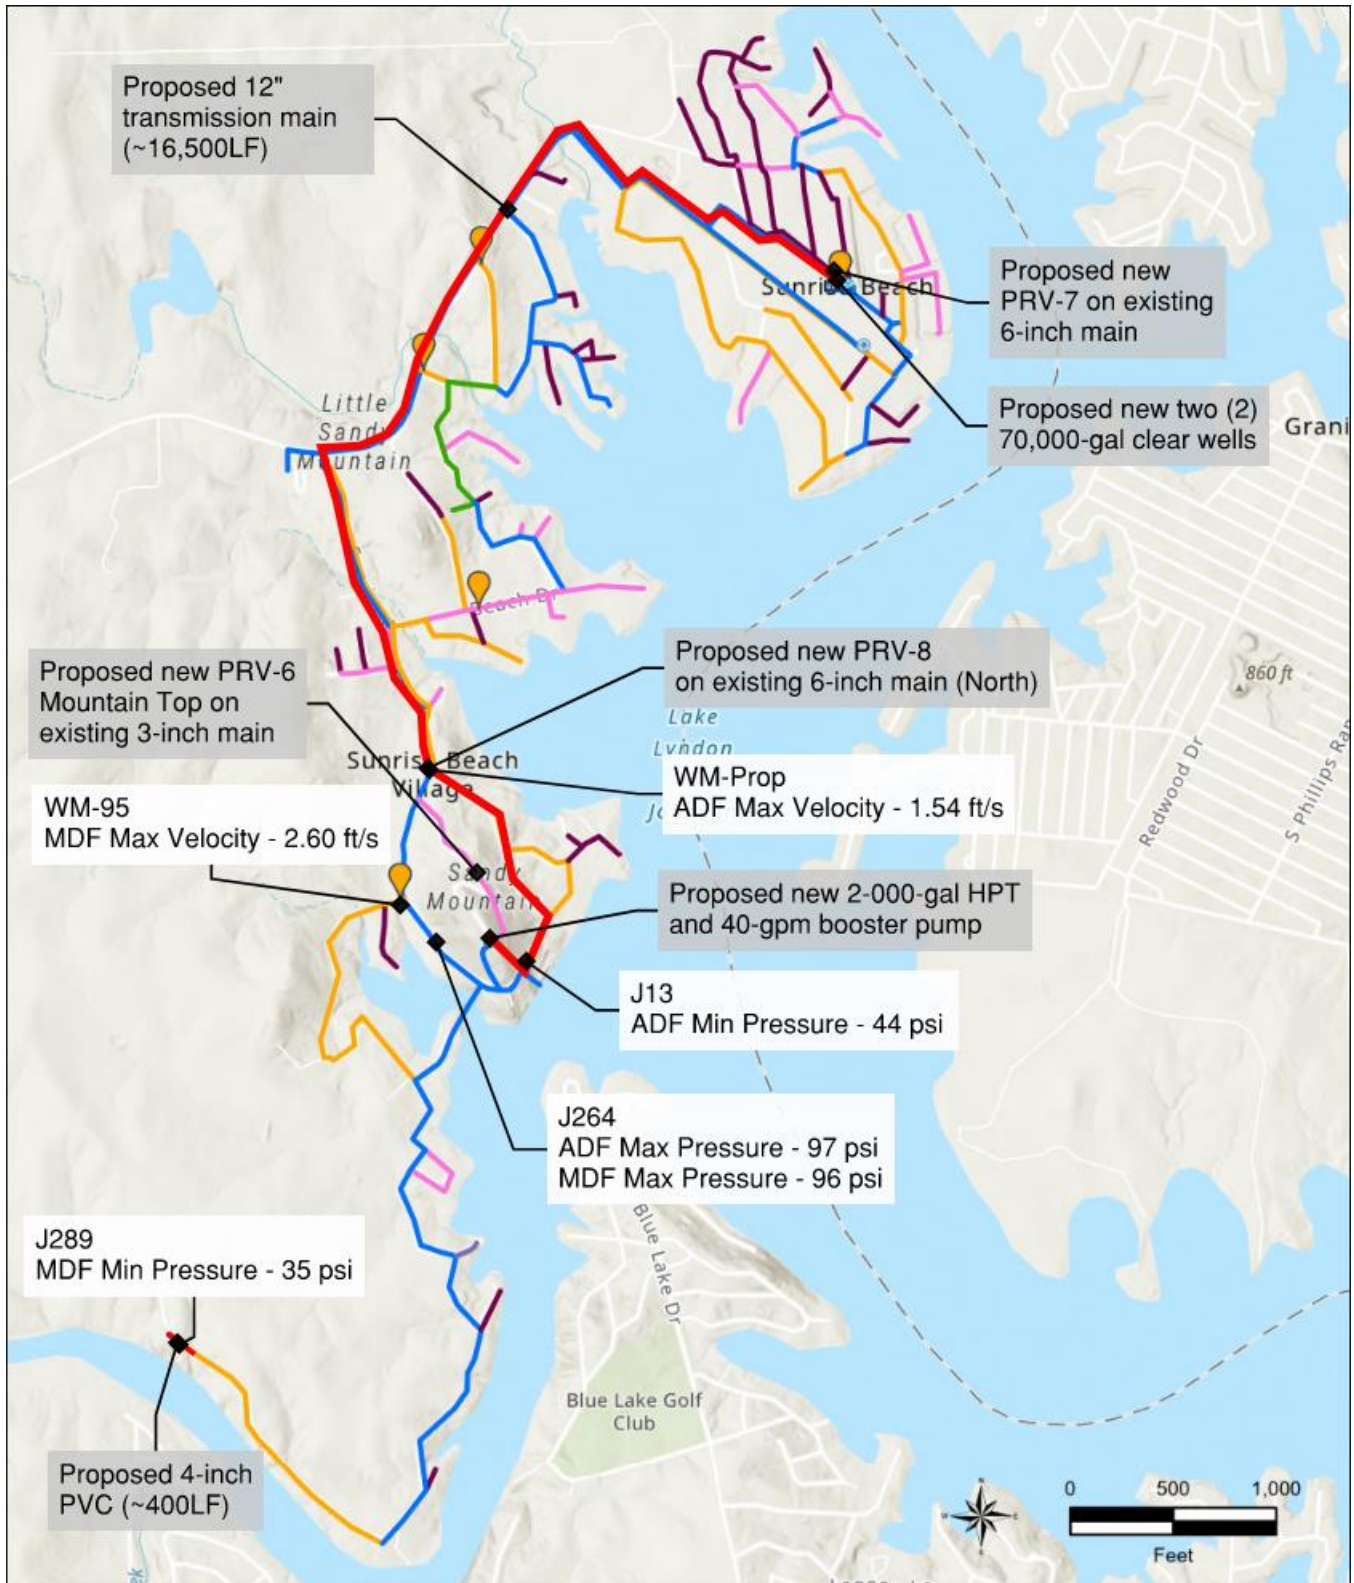 Proposed 12"
transmission main
(~16,500LF)
Proposed new
PRV-7 on existing
6-inch main
Sunrise Beach
Proposed new two (2)
70,000-gal clear wells
Grani
Little
Sandy
Mountain
Beach Dr
Proposed new PRV-8
on existing 6-inch main (North)
860 ft
Proposed new PRV-6
Mountain Top on
existing 3-inch main
Lake
Lyndon
Redwood Dr
S Phillips Ran
Sunrise Beach
Village
WM-Prop
ADF Max Velocity - 1.54 ft/s
WM-95
MDF Max Velocity - 2.60 ft/s
Sandy
Mountain
Proposed new 2-000-gal HPT
and 40-gpm booster pump
J13
ADF Min Pressure - 44 psi
J264
ADF Max Pressure - 97 psi
MDF Max Pressure - 96 psi
J289
MDF Min Pressure - 35 psi
Blue Lake Dr
Blue Lake Golf
Club
Proposed 4-inch
PVC (~400LF)
N
W E
S
0 500 1,000
Feet